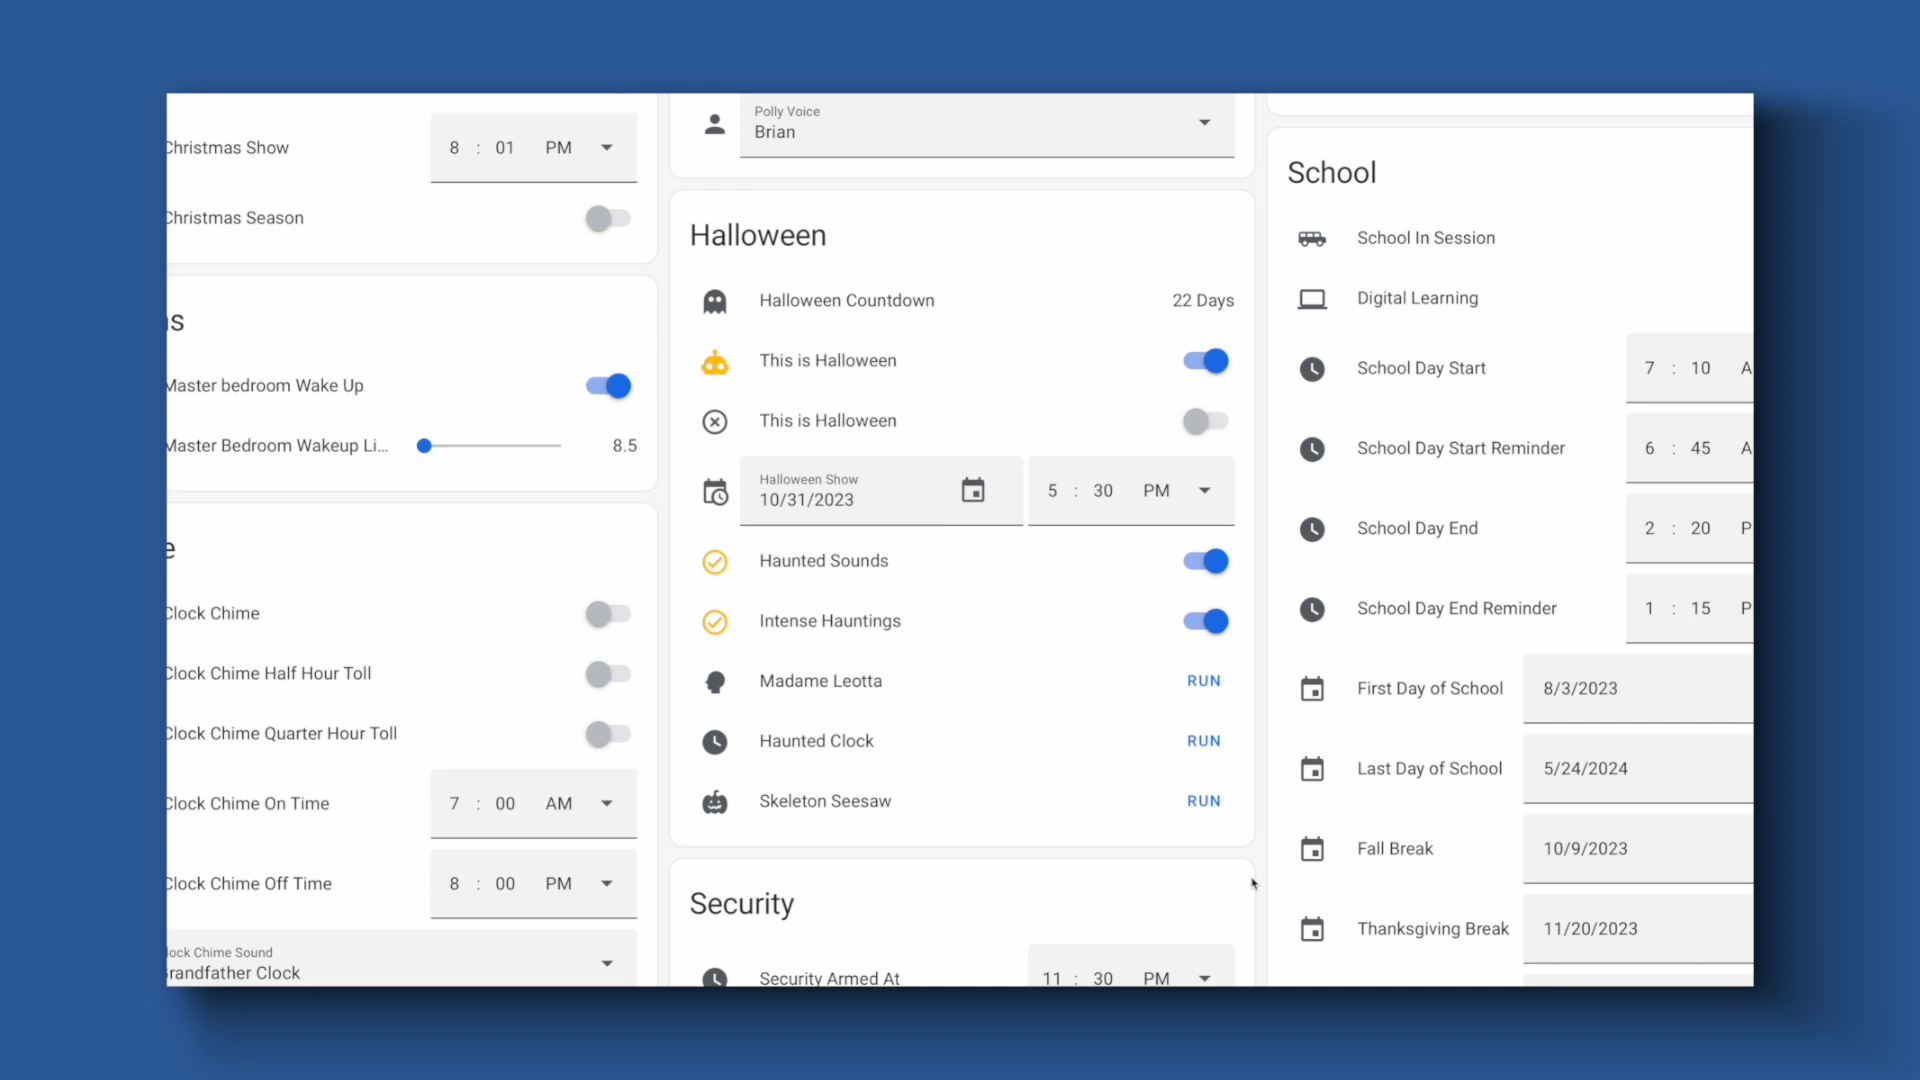 Christmas Show 8 : 01 PM
Christmas Season
s
Master bedroom Wake Up
Master Bedroom Wakeup Li... 8.5
e
Clock Chime
Clock Chime Half Hour Toll
Clock Chime Quarter Hour Toll
Clock Chime On Time 7 : 00 AM
Clock Chime Off Time 8 : 00 PM
lock Chime Sound
randfather Clock
Polly Voice
Brian
Halloween
Halloween Countdown 22 Days
This is Halloween
This is Halloween
Halloween Show
10/31/2023 5 : 30 PM
Haunted Sounds
Intense Hauntings
Madame Leotta RUN
Haunted Clock RUN
Skeleton Seesaw RUN
Security
Security Armed At 11 : 30 PM
School
School In Session
Digital Learning
School Day Start 7 : 10 A
School Day Start Reminder 6 : 45 A
School Day End 2 : 20 P
School Day End Reminder 1 : 15 P
First Day of School 8/3/2023
Last Day of School 5/24/2024
Fall Break 10/9/2023
Thanksgiving Break 11/20/2023